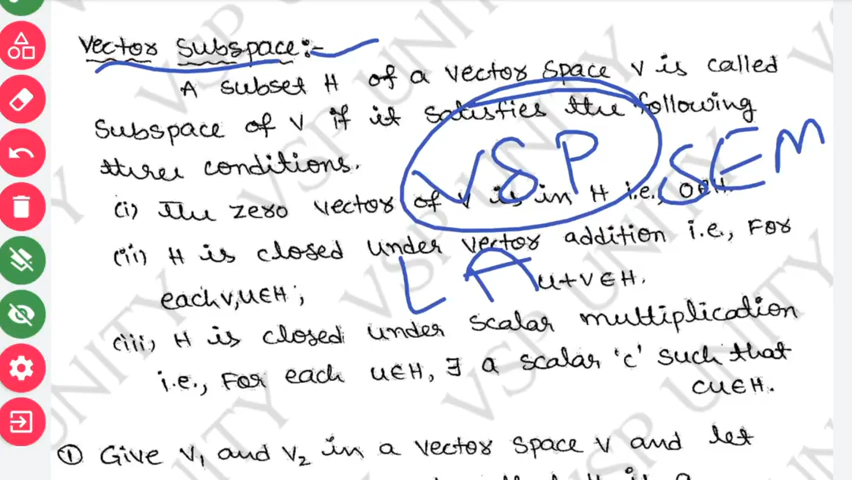 Vector Subspace:-
A subset H of a vector space V is called
Subspace of V if it satisfies the following
three conditions.
VSP
SEM
(i) The zero vector of V is in H i.e., O∈H.
(ii) H is closed under vector addition i.e., For
LA
each v,u∈H; u+v∈H.
(iii) H is closed under scalar multiplication
i.e., For each u∈H, ∃ a scalar 'c' such that
cu∈H.
① Give V₁ and V₂ in a vector space V and let
VSP UNITY